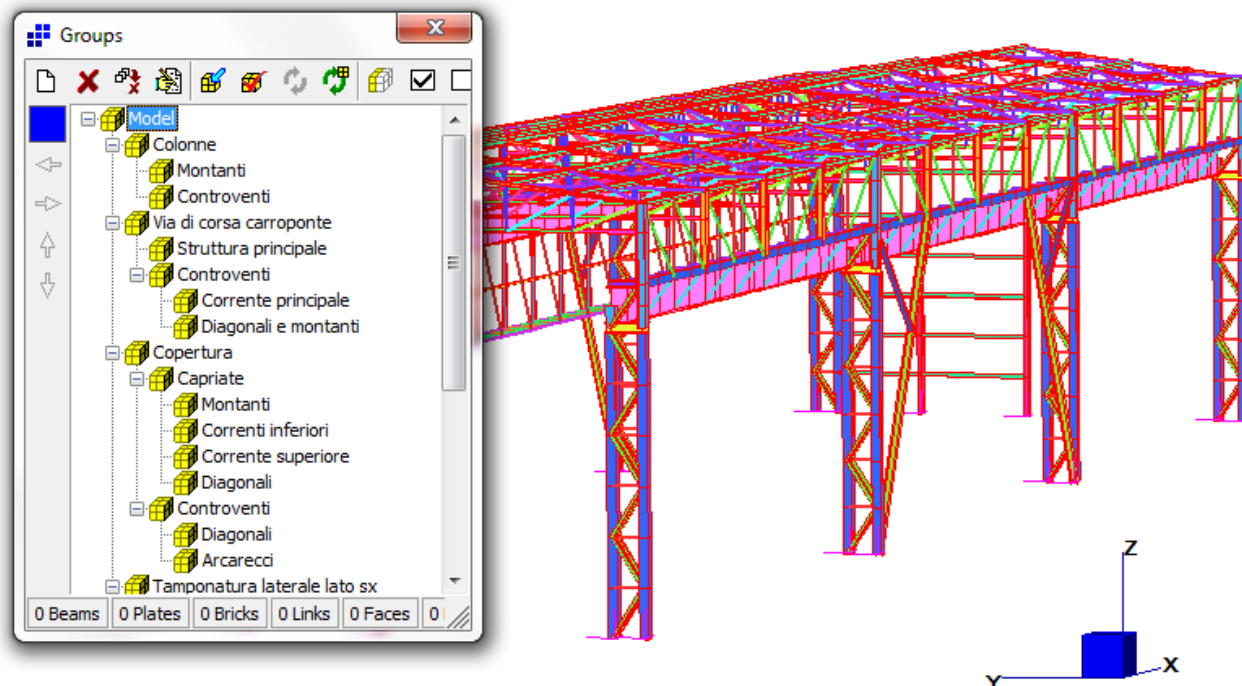 Groups
Model
Colonne
Montanti
Controventi
Via di corsa carroponte
Struttura principale
Controventi
Corrente principale
Diagonali e montanti
Copertura
Capriate
Montanti
Correnti inferiori
Corrente superiore
Diagonali
Controventi
Diagonali
Arcarecci
Tamponatura laterale lato sx
0 Beams 0 Plates 0 Bricks 0 Links 0 Faces 0
Z
X
Y